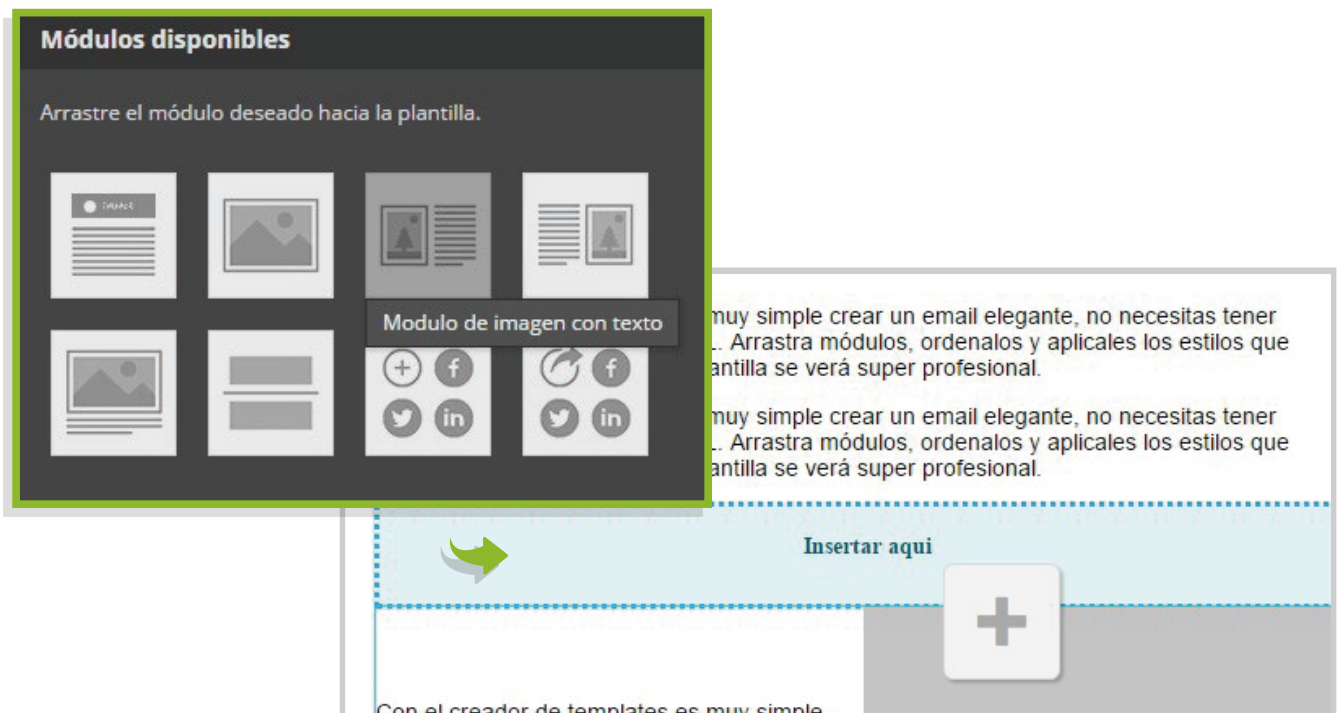 Módulos disponibles
Arrastre el módulo deseado hacia la plantilla.
Modulo de imagen con texto
muy simple crear un email elegante, no necesitas tener
. Arrastra módulos, ordenalos y aplicales los estilos que
antilla se verá super profesional.
muy simple crear un email elegante, no necesitas tener
. Arrastra módulos, ordenalos y aplicales los estilos que
antilla se verá super profesional.
Insertar aqui
Con el creador de templates es muy simple